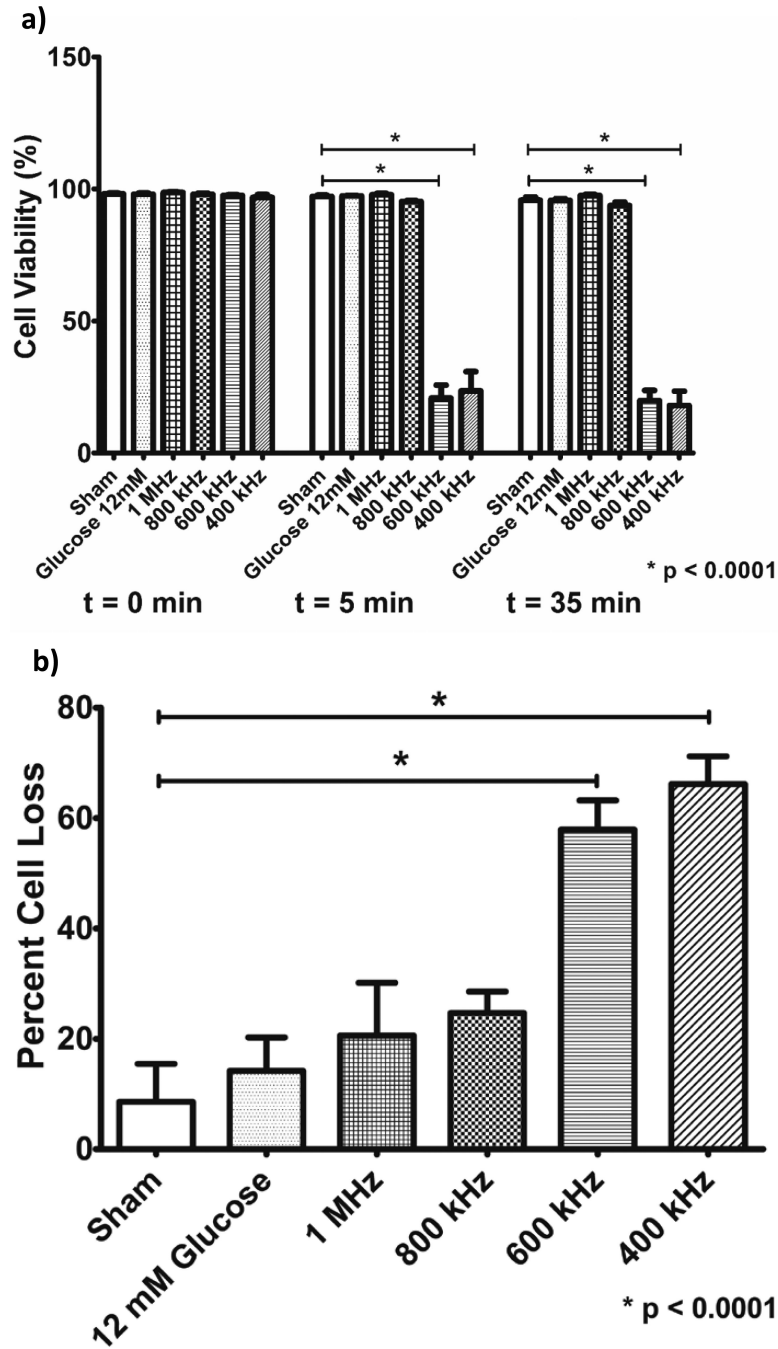 a)
150
100
50
0
Cell Viability (%)
*
*
*
*
Sham
Glucose 12mM
1 MHz
800 kHz
600 kHz
400 kHz
Sham
Glucose 12mM
1 MHz
800 kHz
600 kHz
400 kHz
Sham
Glucose 12mM
1 MHz
800 kHz
600 kHz
400 kHz
* p < 0.0001
t = 0 min
t = 5 min
t = 35 min
b)
80
60
40
20
0
Percent Cell Loss
*
*
Sham
12 mM Glucose
1 MHz
800 kHz
600 kHz
400 kHz
* p < 0.0001